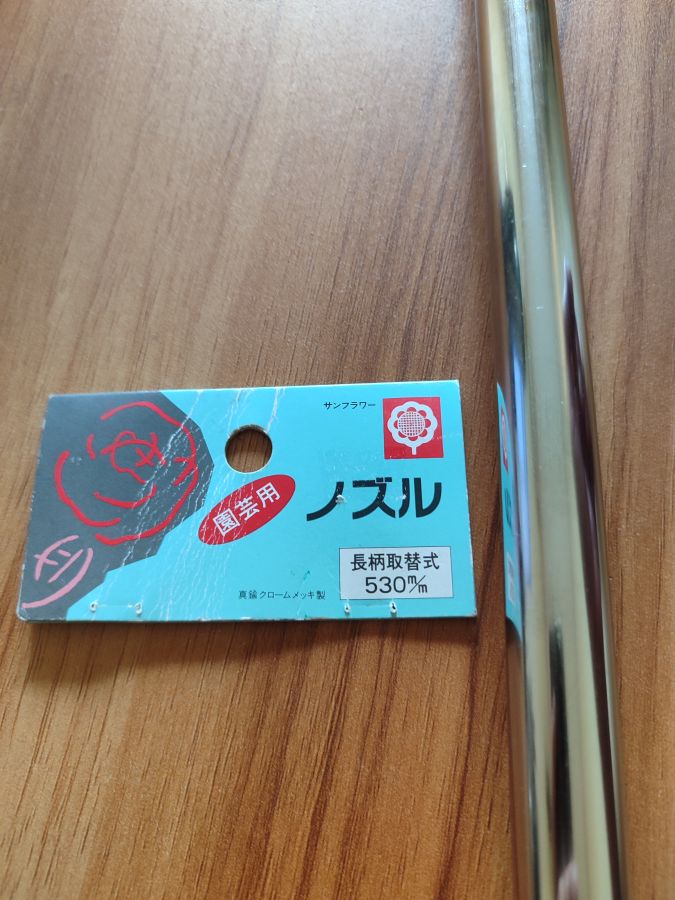 サンフラワー
園芸用
ノズル
長柄取替式
530m/m
真鍮クロームメッキ製